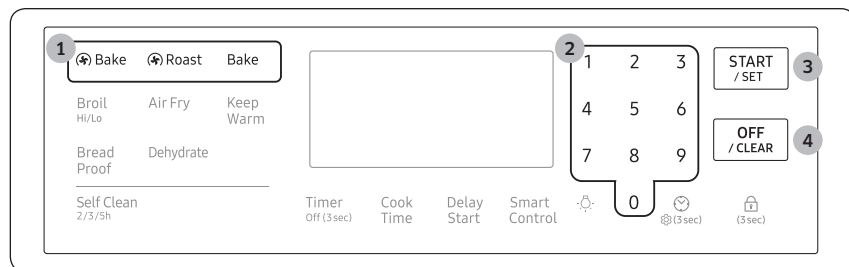 1
Bake Roast Bake
Broil Air Fry Keep
Hi/Lo Warm
Bread Dehydrate
Proof
Self Clean
2/3/5h
Timer Cook Delay Smart
Off (3 sec) Time Start Control
2
1 2 3
4 5 6
7 8 9
0
(3 sec)
(3 sec)
START
/ SET
3
OFF
/ CLEAR
4